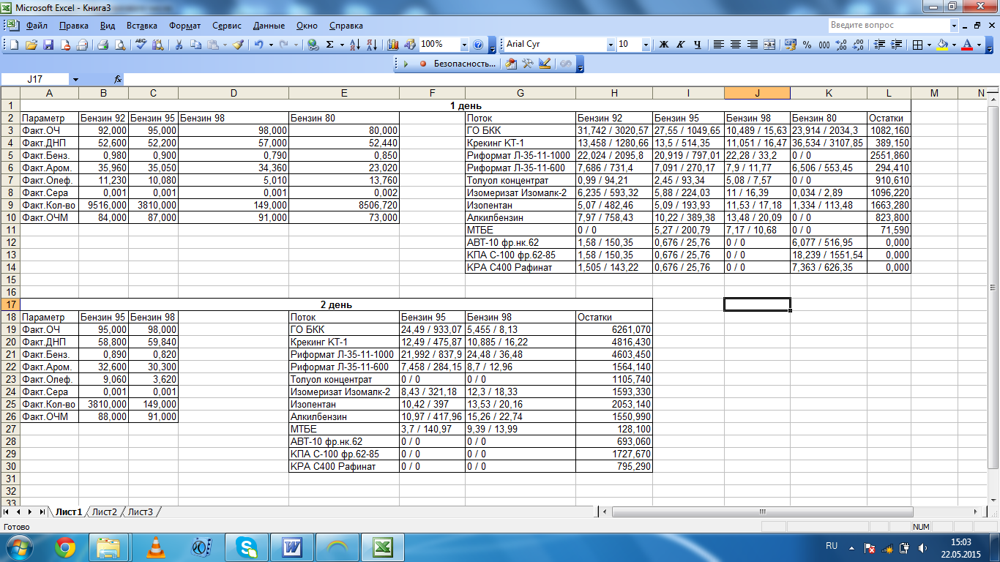 Microsoft Excel - Книга3
Файл Правка Вид Вставка Формат Сервис Данные Окно Справка Введите вопрос
100% Arial Cyr 10 Ж К Ч % 000
Безопасность...
J17 fx
A B C D E F G H I J K L M N
1 1 день
2 Параметр Бензин 92 Бензин 95 Бензин 98 Бензин 80 Поток Бензин 92 Бензин 95 Бензин 98 Бензин 80 Остатки
3 Факт.ОЧ 92,000 95,000 98,000 80,000 ГО БКК 31,742 / 3020,57 27,55 / 1049,65 10,489 / 15,63 23,914 / 2034,3 1082,160
4 Факт.ДНП 52,600 52,200 57,000 52,440 Крекинг КТ-1 13,458 / 1280,66 13,5 / 514,35 11,051 / 16,47 36,534 / 3107,85 389,150
5 Факт.Бенз. 0,980 0,900 0,790 0,850 Риформат Л-35-11-1000 22,024 / 2095,8 20,919 / 797,01 22,28 / 33,2 0 / 0 2551,860
6 Факт.Аром. 35,960 35,050 34,360 23,020 Риформат Л-35-11-600 7,686 / 731,4 7,091 / 270,17 7,9 / 11,77 6,506 / 553,45 294,410
7 Факт.Олеф. 11,230 10,080 5,010 13,760 Толуол концентрат 0,99 / 94,21 2,45 / 93,34 5,08 / 7,57 0 / 0 910,610
8 Факт.Сера 0,001 0,001 0,001 0,002 Изомеризат Изомалк-2 6,235 / 593,32 5,88 / 224,03 11 / 16,39 0,034 / 2,89 1096,220
9 Факт.Кол-во 9516,000 3810,000 149,000 8506,720 Изопентан 5,07 / 482,46 5,09 / 193,93 11,53 / 17,18 1,334 / 113,48 1663,280
10 Факт.ОЧМ 84,000 87,000 91,000 73,000 Алкилбензин 7,97 / 758,43 10,22 / 389,38 13,48 / 20,09 0 / 0 823,800
11 МТБЕ 0 / 0 5,27 / 200,79 7,17 / 10,68 0 / 0 71,590
12 АВТ-10 фр.нк.62 1,58 / 150,35 0,676 / 25,76 0 / 0 6,077 / 516,95 0,000
13 КПА С-100 фр.62-85 1,58 / 150,35 0,676 / 25,76 0 / 0 18,239 / 1551,54 0,000
14 КРА С400 Рафинат 1,505 / 143,22 0,676 / 25,76 0 / 0 7,363 / 626,35 0,000
15
16
17 2 день
18 Параметр Бензин 95 Бензин 98 Поток Бензин 95 Бензин 98 Остатки
19 Факт.ОЧ 95,000 98,000 ГО БКК 24,49 / 933,07 5,455 / 8,13 6261,070
20 Факт.ДНП 58,800 59,840 Крекинг КТ-1 12,49 / 475,87 10,885 / 16,22 4816,430
21 Факт.Бенз. 0,890 0,820 Риформат Л-35-11-1000 21,992 / 837,9 24,48 / 36,48 4603,450
22 Факт.Аром. 32,600 30,300 Риформат Л-35-11-600 7,458 / 284,15 8,7 / 12,96 1564,140
23 Факт.Олеф. 9,060 3,620 Толуол концентрат 0 / 0 0 / 0 1105,740
24 Факт.Сера 0,001 0,001 Изомеризат Изомалк-2 8,43 / 321,18 12,3 / 18,33 1593,330
25 Факт.Кол-во 3810,000 149,000 Изопентан 10,42 / 397 13,53 / 20,16 2053,140
26 Факт.ОЧМ 88,000 91,000 Алкилбензин 10,97 / 417,96 15,26 / 22,74 1550,990
27 МТБЕ 3,7 / 140,97 9,39 / 13,99 128,100
28 АВТ-10 фр.нк.62 0 / 0 0 / 0 693,060
29 КПА С-100 фр.62-85 0 / 0 0 / 0 1727,670
30 КРА С400 Рафинат 0 / 0 0 / 0 795,290
31
32
33
Лист1 Лист2 Лист3
Готово NUM
RU 15:03
22.05.2015